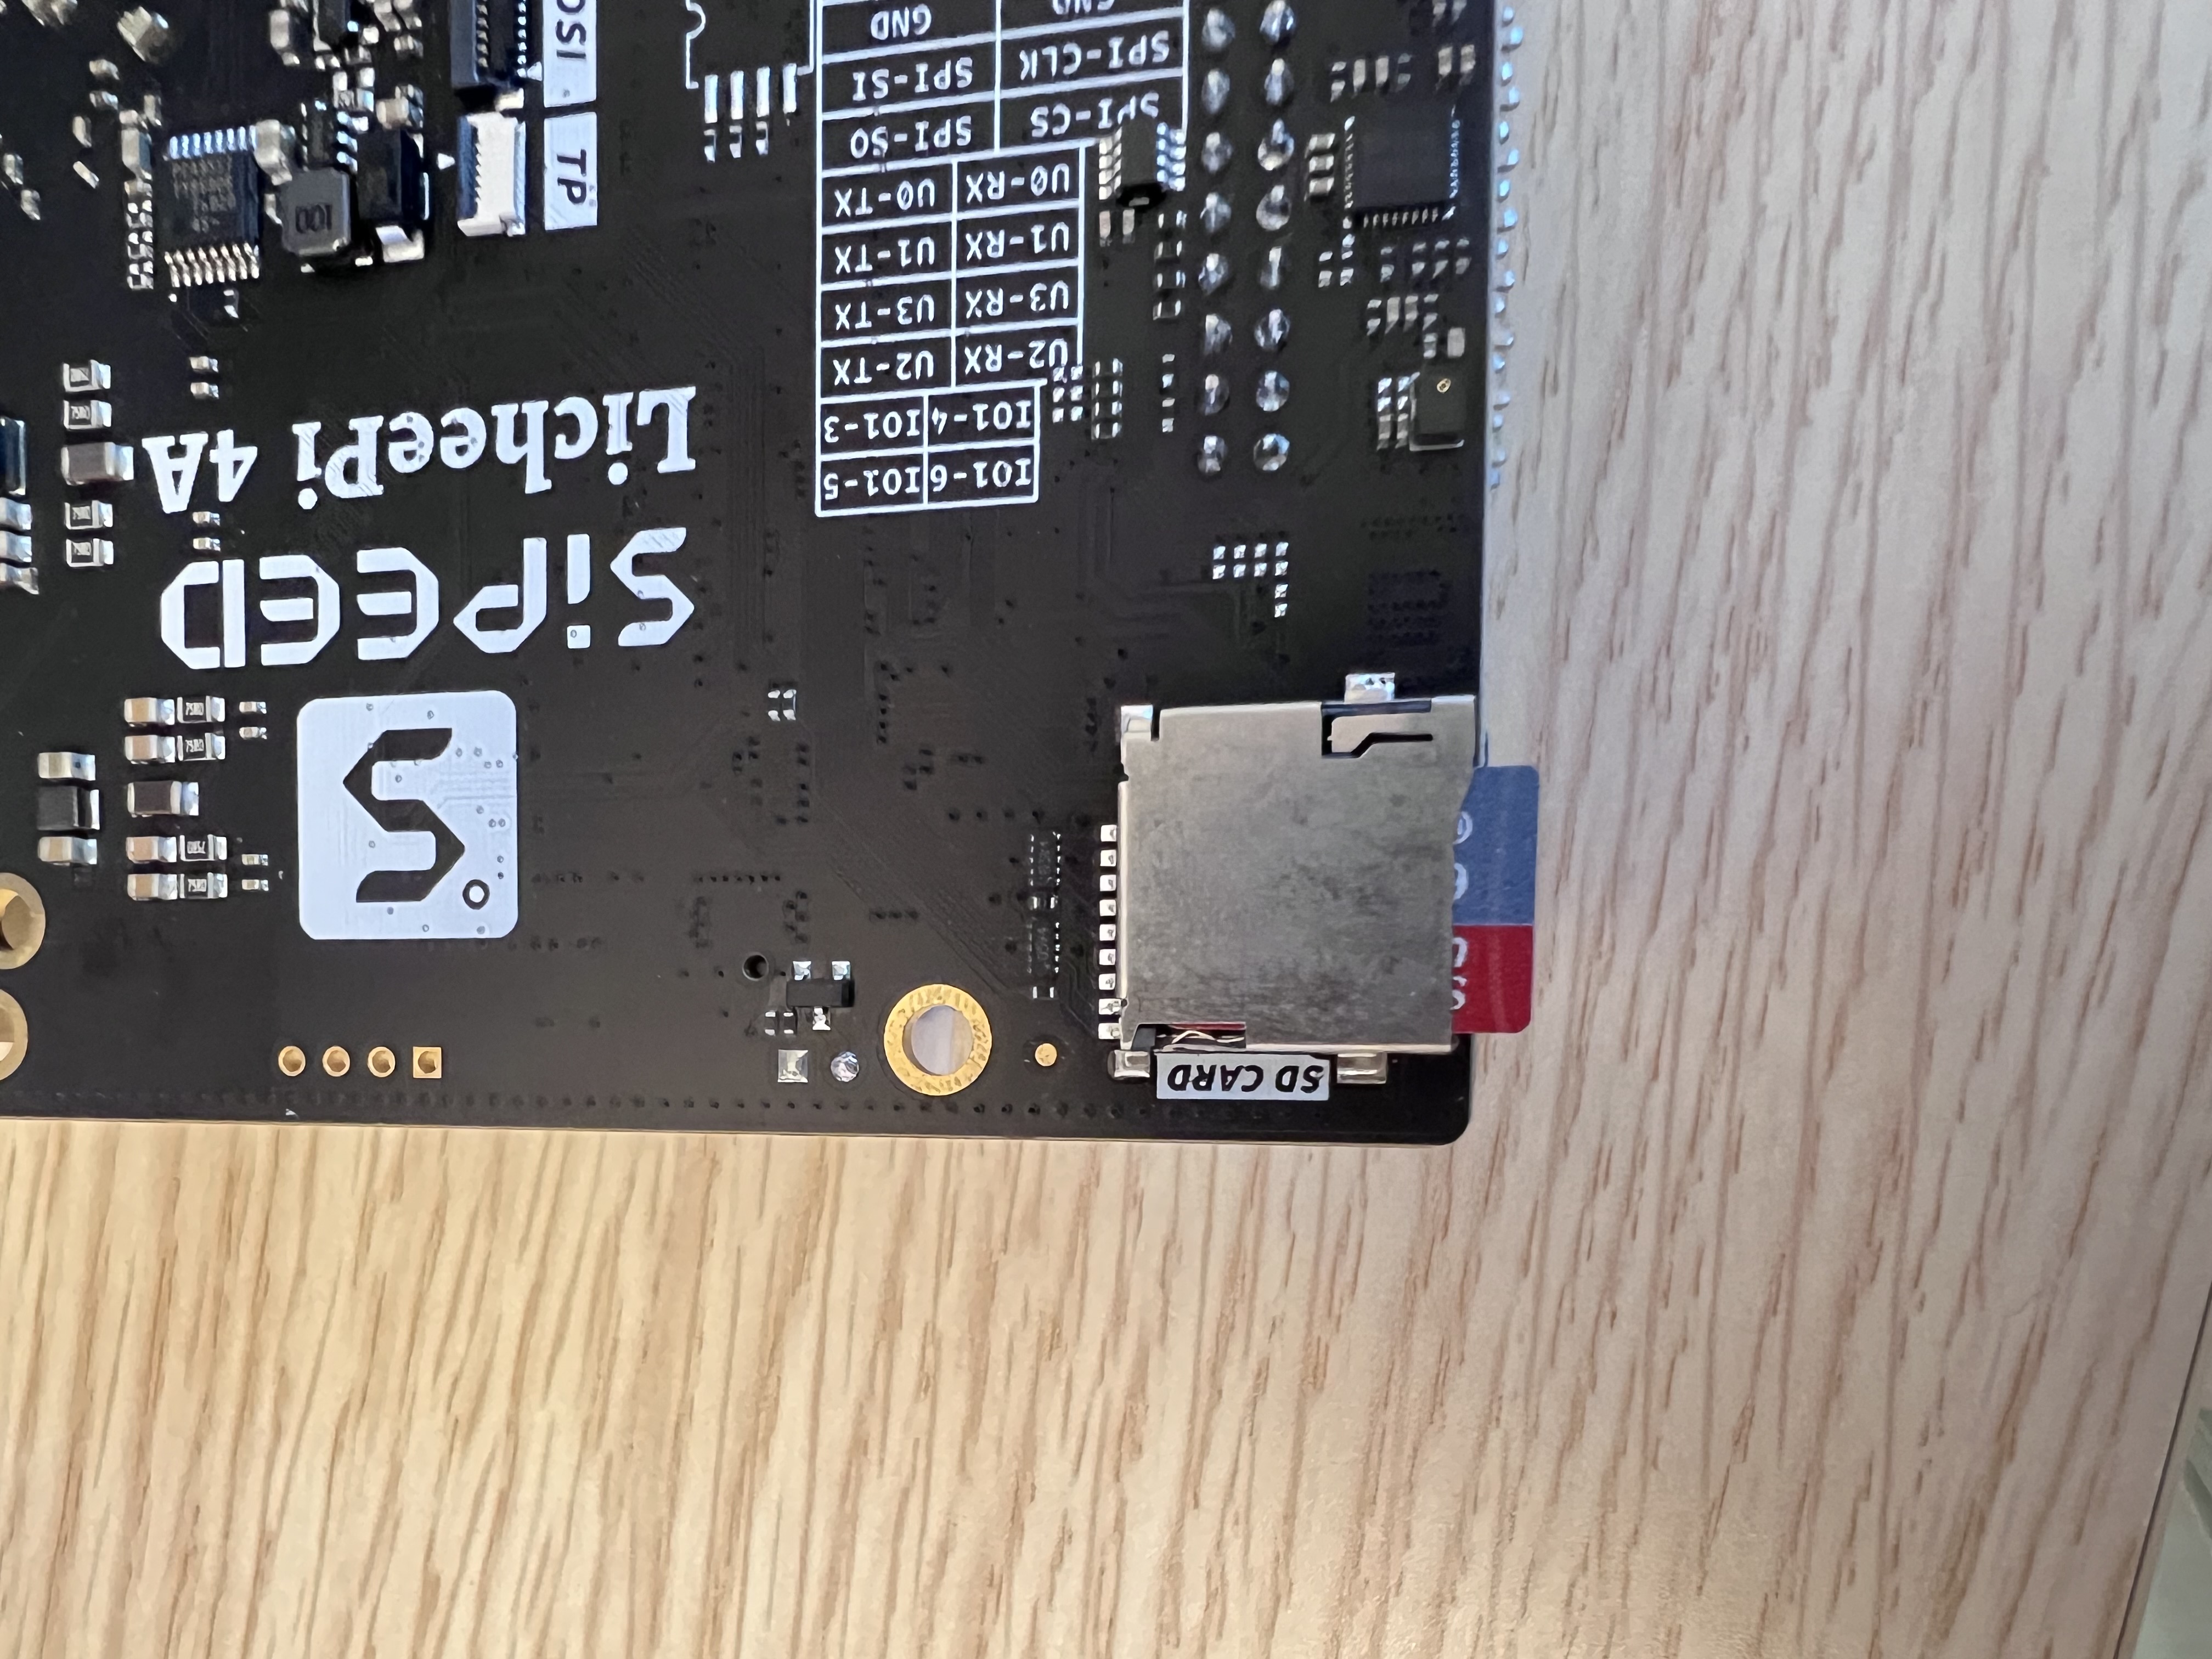 SiPEED
LicheePi 4A
100
TP
IO1-5
IO1-3
U2-TX
U3-TX
U1-TX
U0-TX
SPI-SO
SPI-SI
GND
IO1-6
IO1-4
U2-RX
U3-RX
U1-RX
U0-RX
SPI-CS
SPI-CLK
GND
SD CARD